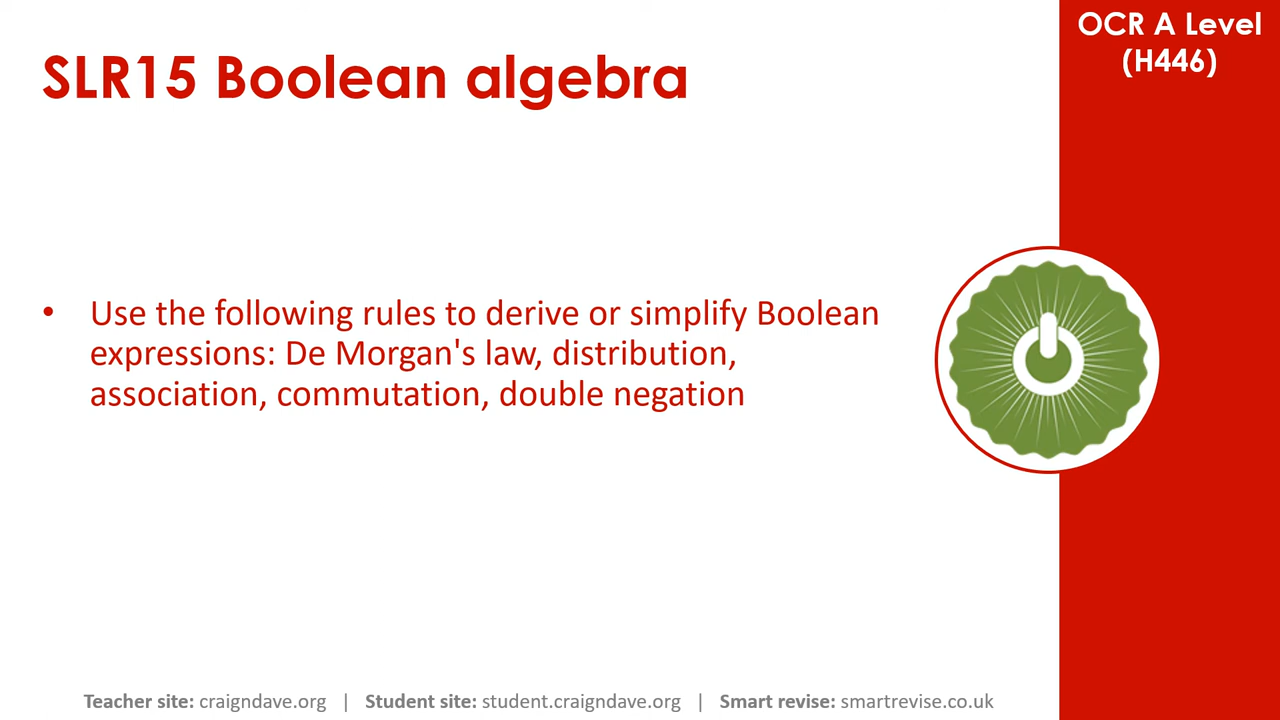 OCR A Level
(H446)
SLR15 Boolean algebra
• Use the following rules to derive or simplify Boolean
expressions: De Morgan's law, distribution,
association, commutation, double negation
Teacher site: craigndave.org | Student site: student.craigndave.org | Smart revise: smartrevise.co.uk